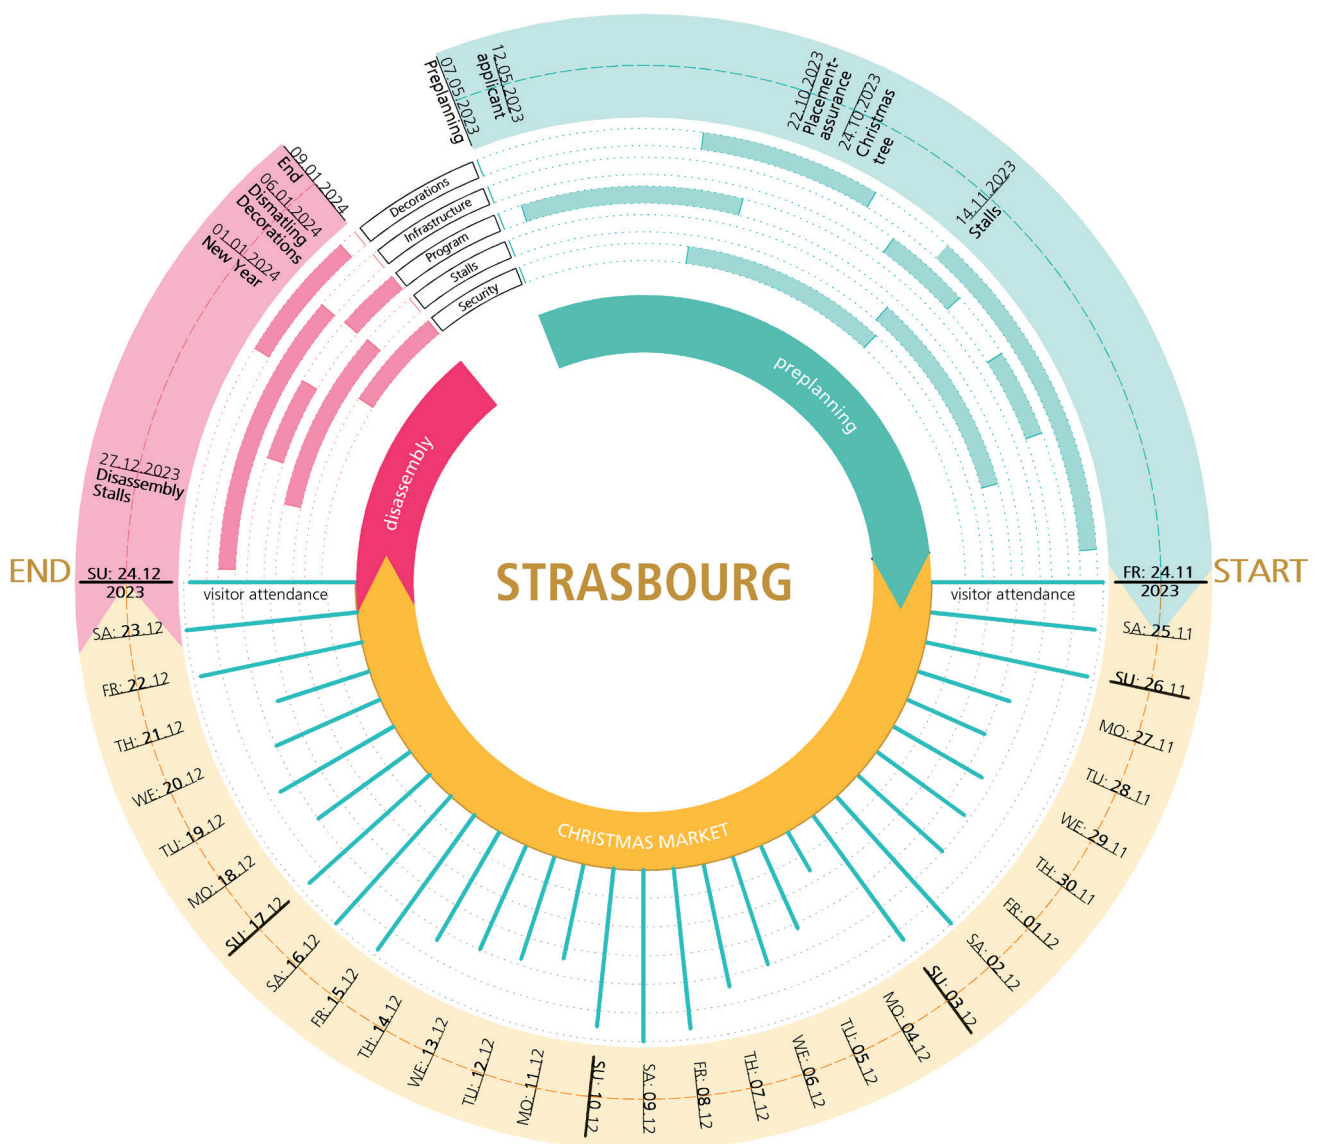 07.05.2023
Preplanning
12.05.2023
applicant
22.10.2023
Placement-
assurance
24.10.2023
Christmas
tree
14.11.2023
Stalls
09.01.2024
End
06.01.2024
Dismatling
Decorations
01.01.2024
New Year
27.12.2023
Disassembly
Stalls
Decorations
Infrastructure
Program
Stalls
Security
preplanning
disassembly
STRASBOURG
CHRISTMAS MARKET
END
START
visitor attendance
visitor attendance
FR: 24.11
2023
SA: 25.11
SU: 26.11
MO: 27.11
TU: 28.11
WE: 29.11
TH: 30.11
FR: 01.12
SA: 02.12
SU: 03.12
MO: 04.12
TU: 05.12
WE: 06.12
TH: 07.12
FR: 08.12
SA: 09.12
SU: 10.12
MO: 11.12
TU: 12.12
WE: 13.12
TH: 14.12
FR: 15.12
SA: 16.12
SU: 17.12
MO: 18.12
TU: 19.12
WE: 20.12
TH: 21.12
FR: 22.12
SA: 23.12
SU: 24.12
2023